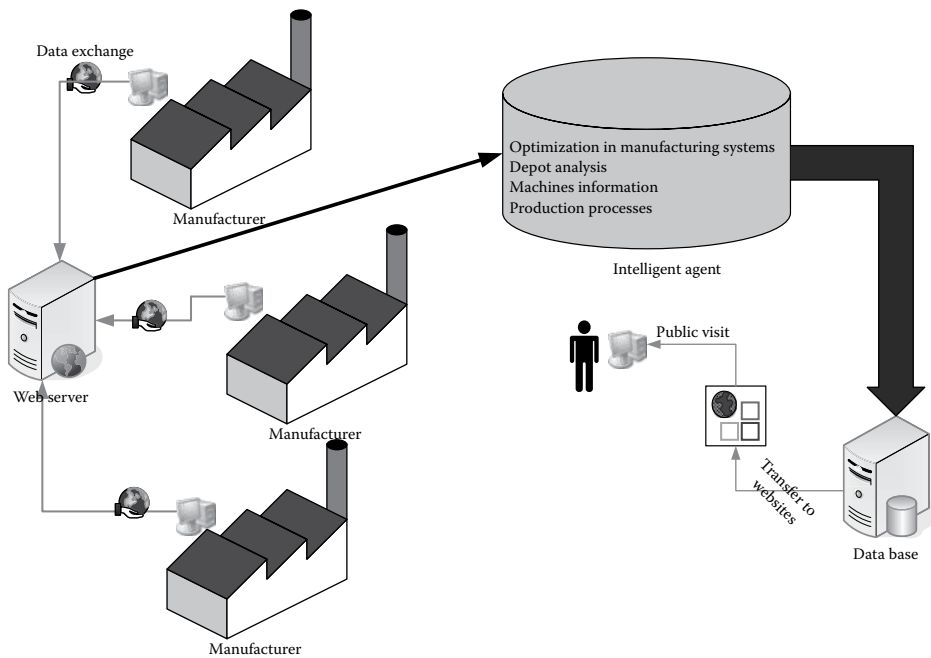 Data exchange
Manufacturer
Optimization in manufacturing systems
Depot analysis
Machines information
Production processes
Intelligent agent
Public visit
Web server
Manufacturer
Transfer to
websites
Data base
Manufacturer